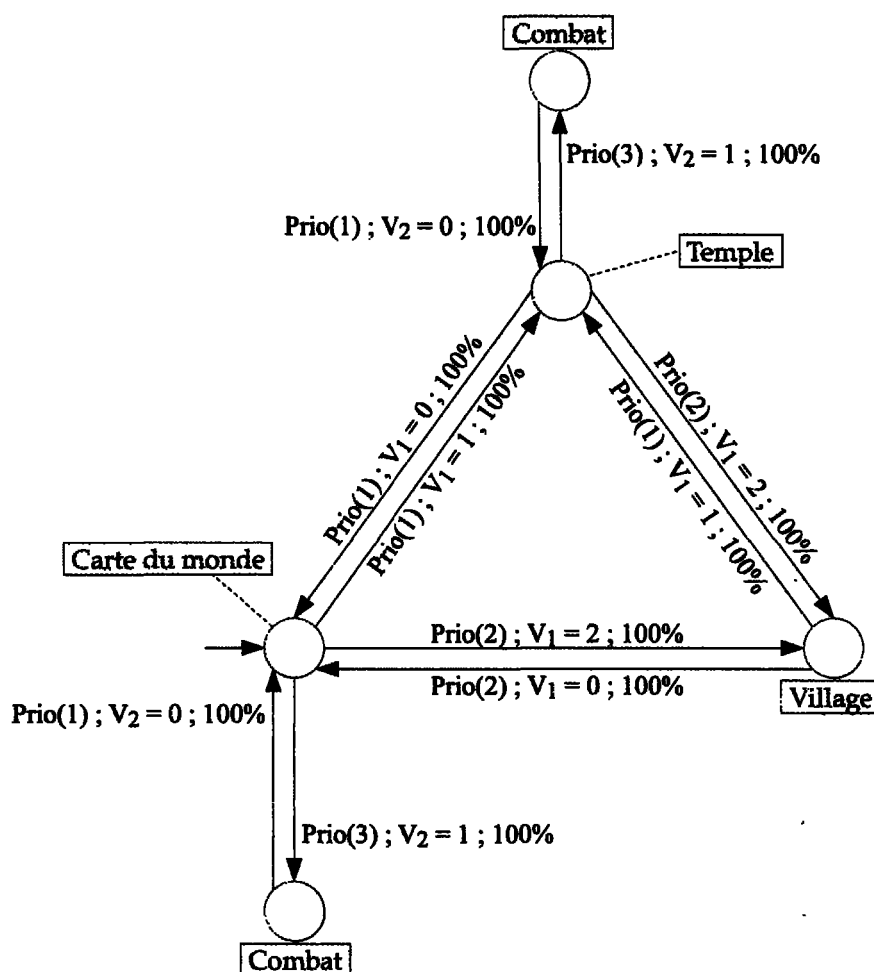 Combat
Prio(3) ; V2 = 1 ; 100%
Prio(1) ; V2 = 0 ; 100%
Temple
Prio(1) ; V1 = 0 ; 100%
Prio(1) ; V1 = 1 ; 100%
Prio(2) ; V1 = 2 ; 100%
Prio(1) ; V1 = 1 ; 100%
Carte du monde
Prio(2) ; V1 = 2 ; 100%
Prio(2) ; V1 = 0 ; 100%
Village
Prio(1) ; V2 = 0 ; 100%
Prio(3) ; V2 = 1 ; 100%
Combat